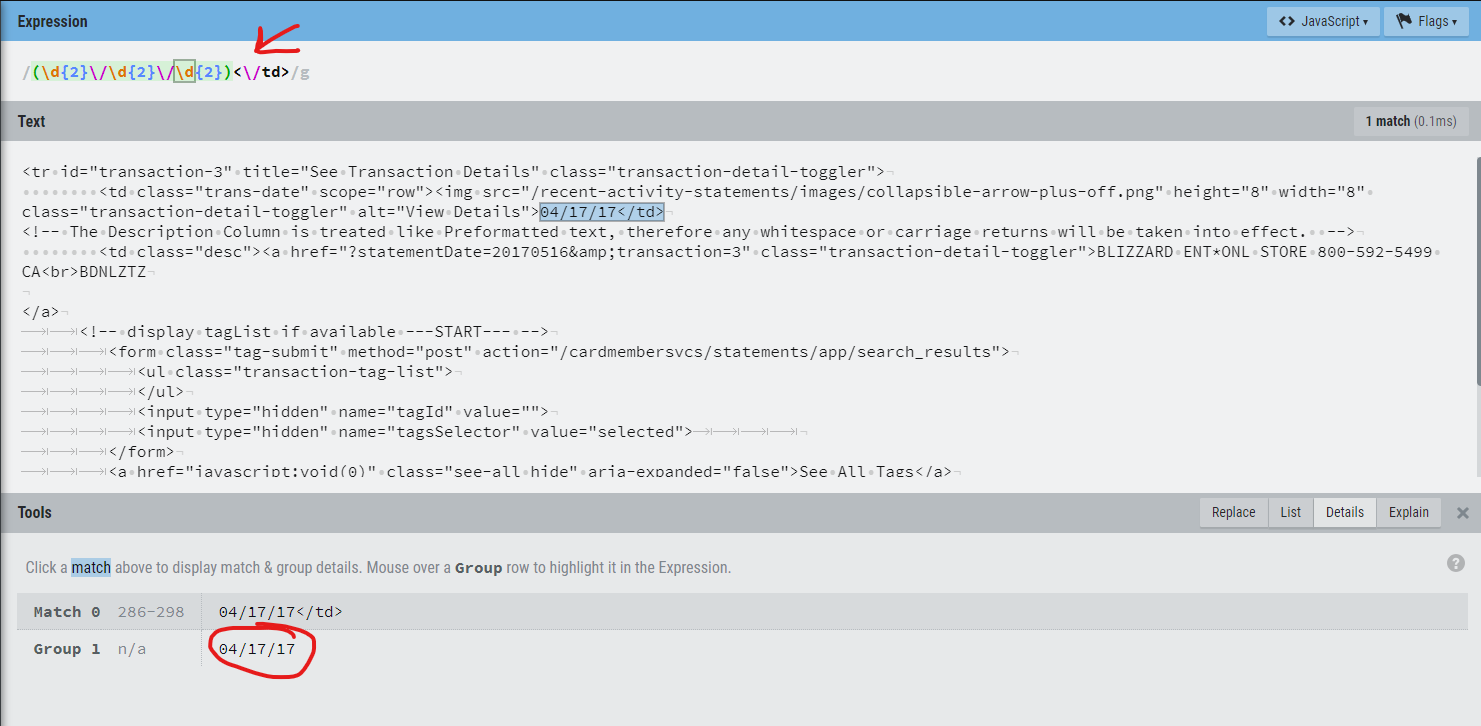 Expression
<> JavaScript ▾ Flags ▾
/(\d{2}\/\d{2}\/\d{2})<\/td>/g
Text
1 match (0.1ms)
<tr id="transaction-3" title="See Transaction Details" class="transaction-detail-toggler">
<td class="trans-date" scope="row"><img src="/recent-activity-statements/images/collapsible-arrow-plus-off.png" height="8" width="8"
class="transaction-detail-toggler" alt="View Details">04/17/17</td>
<!-- The Description Column is treated like Preformatted text, therefore any whitespace or carriage returns will be taken into effect.  -->
<td class="desc"><a href="?statementDate=20170516&amp;transaction=3" class="transaction-detail-toggler">BLIZZARD ENT*ONL STORE 800-592-5499
CA<br>BDNLZTZ
</a>
<!-- display tagList if available ---START--- -->
<form class="tag-submit" method="post" action="/cardmembersvcs/statements/app/search_results">
<ul class="transaction-tag-list">
</ul>
<input type="hidden" name="tagId" value="">
<input type="hidden" name="tagsSelector" value="selected">
</form>
<a href="javascript:void(0)" class="see-all hide" aria-expanded="false">See All Tags</a>
Tools
Replace List Details Explain ×
Click a match above to display match & group details. Mouse over a Group row to highlight it in the Expression.
?
Match 0 286-298 04/17/17</td>
Group 1 n/a 04/17/17